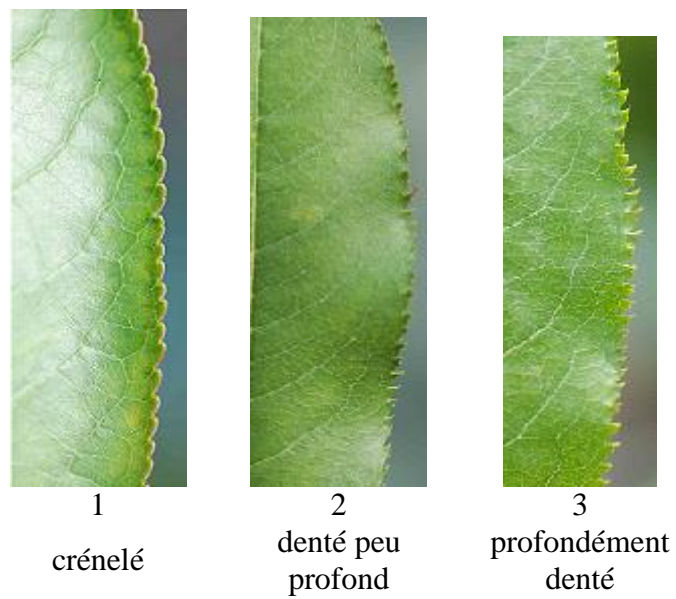 1
crénelé
2
denté peu
profond
3
profondément
denté